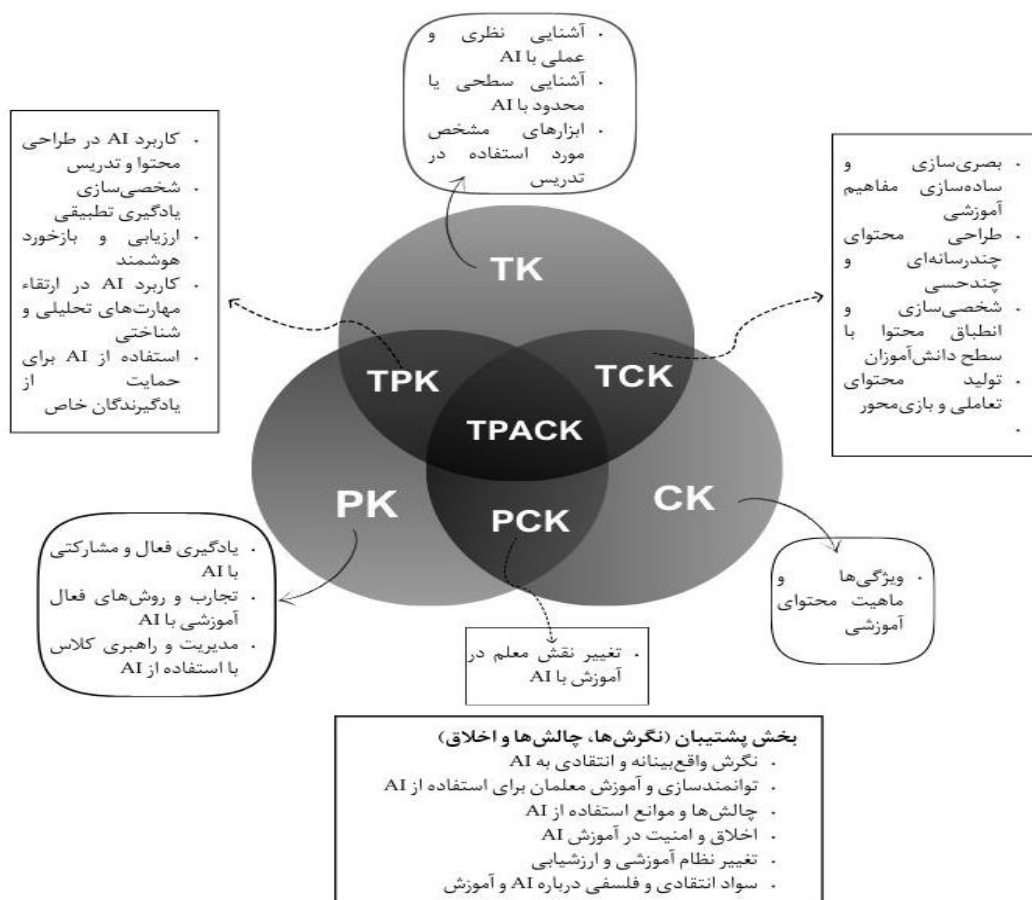 · آشنایی نظری و
عملی با AI
· آشنایی سطحی یا
محدود با AI
· ابزارهای مشخص
مورد استفاده در
تدریس
· بصری‌سازی و
ساده‌سازی مفاهیم
آموزشی
· طراحی محتوای
چندرسانه‌ای و
چندحسی
· شخصی‌سازی و
انطباق محتوا با
سطح دانش‌آموزان
· تولید محتوای
تعاملی و بازی‌محور
·
· کاربرد AI در طراحی
محتوا و تدریس
· شخصی‌سازی
یادگیری تطبیقی
· ارزیابی و بازخورد
هوشمند
· کاربرد AI در ارتقاء
مهارت‌های تحلیلی و
شناختی
· استفاده از AI برای
حمایت از
یادگیرندگان خاص
TK
TPK
TCK
TPACK
PK
CK
PCK
· ویژگی‌ها و
ماهیت محتوای
آموزشی
· یادگیری فعال و مشارکتی
با AI
· تجارب و روش‌های فعال
آموزشی با AI
· مدیریت و راهبری کلاس
با استفاده از AI
· تغییر نقش معلم در
آموزش با AI
بخش پشتیبان (نگرش‌ها، چالش‌ها و اخلاق)
· نگرش واقع‌بینانه و انتقادی به AI
· توانمندسازی و آموزش معلمان برای استفاده از AI
· چالش‌ها و موانع استفاده از AI
· اخلاق و امنیت در آموزش AI
· تغییر نظام آموزشی و ارزشیابی
· سواد انتقادی و فلسفی درباره AI و آموزش